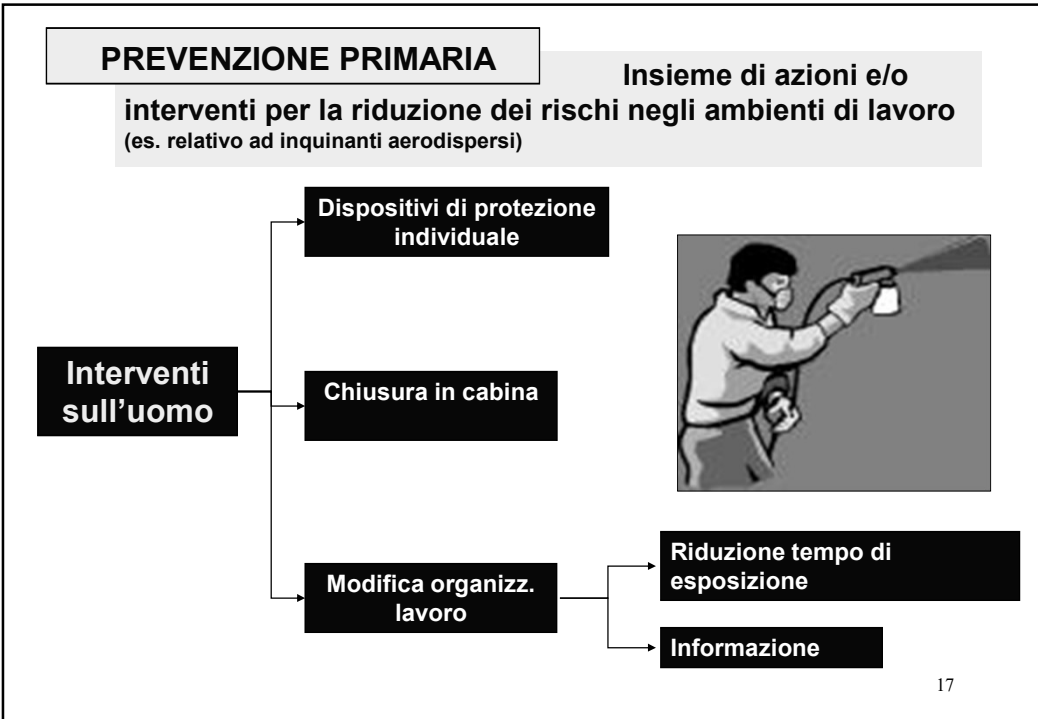 PREVENZIONE PRIMARIA
Insieme di azioni e/o
interventi per la riduzione dei rischi negli ambienti di lavoro
(es. relativo ad inquinanti aerodispersi)
Dispositivi di protezione
individuale
Interventi
sull’uomo
Chiusura in cabina
Modifica organizz.
lavoro
Riduzione tempo di
esposizione
Informazione
17